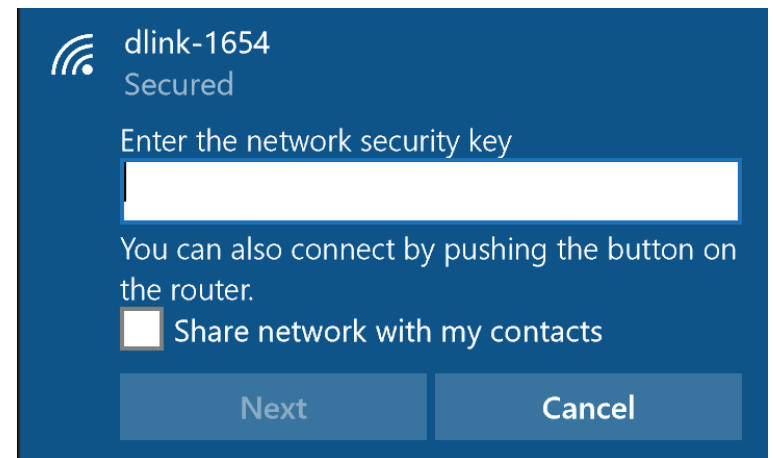 dlink-1654
Secured
Enter the network security key
You can also connect by pushing the button on
the router.
Share network with my contacts
Next
Cancel